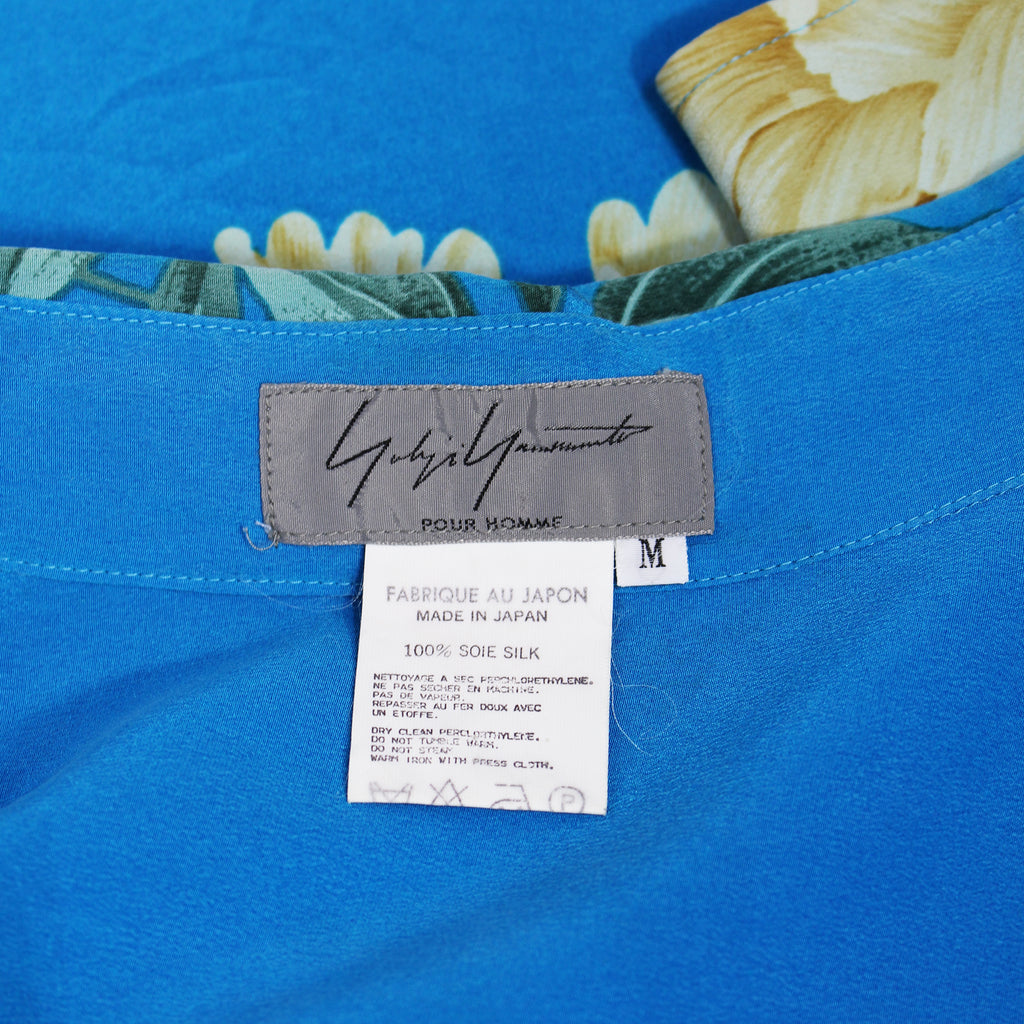 Yohji Yamamoto
POUR HOMME
M
FABRIQUE AU JAPON
MADE IN JAPAN
100% SOIE SILK
NETTOYAGE A SEC PERCHLORETHYLENE.
NE PAS SECHER EN MACHINE.
PAS DE VAPEUR.
REPASSER AU FER DOUX AVEC
UN ETOFFE.
DRY CLEAN PERCLORTHYLENE.
DO NOT TUMBLE WARM.
DO NOT STEAM
WARM IRON WITH PRESS CLOTH.
P